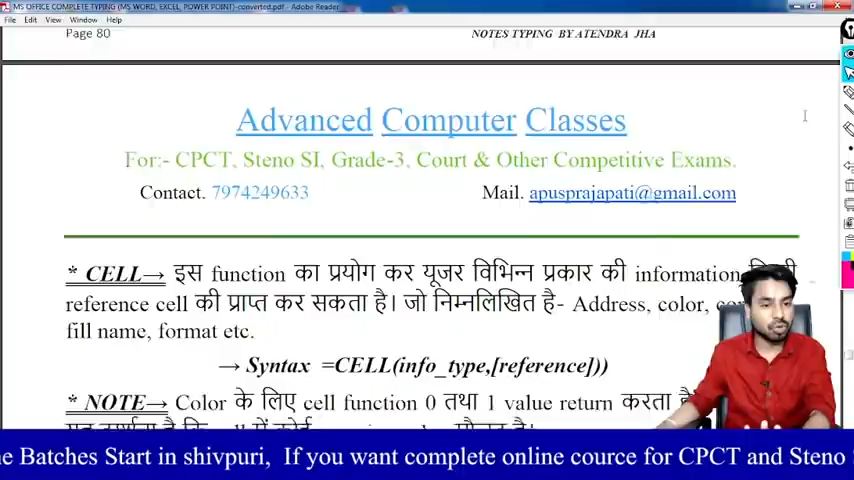 MS OFFICE COMPLETE TYPING (MS WORD, EXCEL, POWER POINT)-converted.pdf - Adobe Reader
File Edit View Window Help
Page 80 NOTES TYPING BY ATENDRA JHA
Advanced Computer Classes
For:- CPCT, Steno SI, Grade-3, Court & Other Competitive Exams.
Contact. 7974249633 Mail. apusprajapati@gmail.com
* CELL→ इस function का प्रयोग कर यूजर विभिन्न प्रकार की information
reference cell की प्राप्त कर सकता है। जो निम्नलिखित है- Address, color,
fill name, format etc.
→ Syntax =CELL(info_type,[reference]))
* NOTE→ Color के लिए cell function 0 तथा 1 value return करता है
e Batches Start in shivpuri, If you want complete online cource for CPCT and Steno